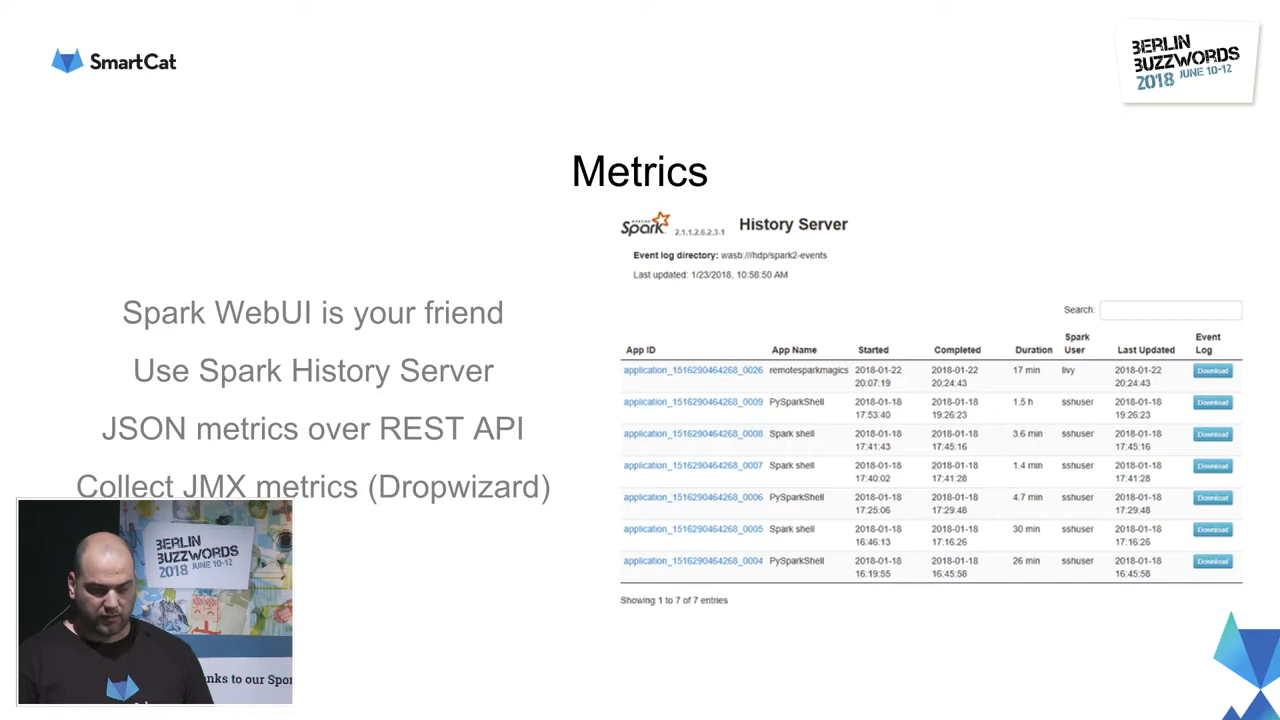 SmartCat
BERLIN
BUZZWORDS
2018 JUNE 10-12
Metrics
Spark WebUI is your friend
Use Spark History Server
JSON metrics over REST API
Collect JMX metrics (Dropwizard)
APACHE
Spark 2.1.1.2.6.2.3-1 History Server
Event log directory: wasb:///hdp/spark2-events
Last updated: 1/23/2018, 10:58:50 AM
Search:
App ID App Name Started Completed Duration Spark User Last Updated Event Log
application_1516290464268_0026 remotesparkmagics 2018-01-22 20:07:19 2018-01-22 20:24:43 17 min livy 2018-01-22 20:24:43 Download
application_1516290464268_0009 PySparkShell 2018-01-18 17:53:40 2018-01-18 19:26:23 1.5 h sshuser 2018-01-18 19:26:23 Download
application_1516290464268_0008 Spark shell 2018-01-18 17:41:43 2018-01-18 17:45:16 3.6 min sshuser 2018-01-18 17:45:16 Download
application_1516290464268_0007 Spark shell 2018-01-18 17:40:02 2018-01-18 17:41:28 1.4 min sshuser 2018-01-18 17:41:28 Download
application_1516290464268_0006 PySparkShell 2018-01-18 17:25:06 2018-01-18 17:29:48 4.7 min sshuser 2018-01-18 17:29:48 Download
application_1516290464268_0005 Spark shell 2018-01-18 16:46:13 2018-01-18 17:16:26 30 min sshuser 2018-01-18 17:16:26 Download
application_1516290464268_0004 PySparkShell 2018-01-18 16:19:55 2018-01-18 16:45:58 26 min sshuser 2018-01-18 16:45:58 Download
Showing 1 to 7 of 7 entries
BERLIN
BUZZWORDS
2018 JUNE 10-12
nks to our Spon